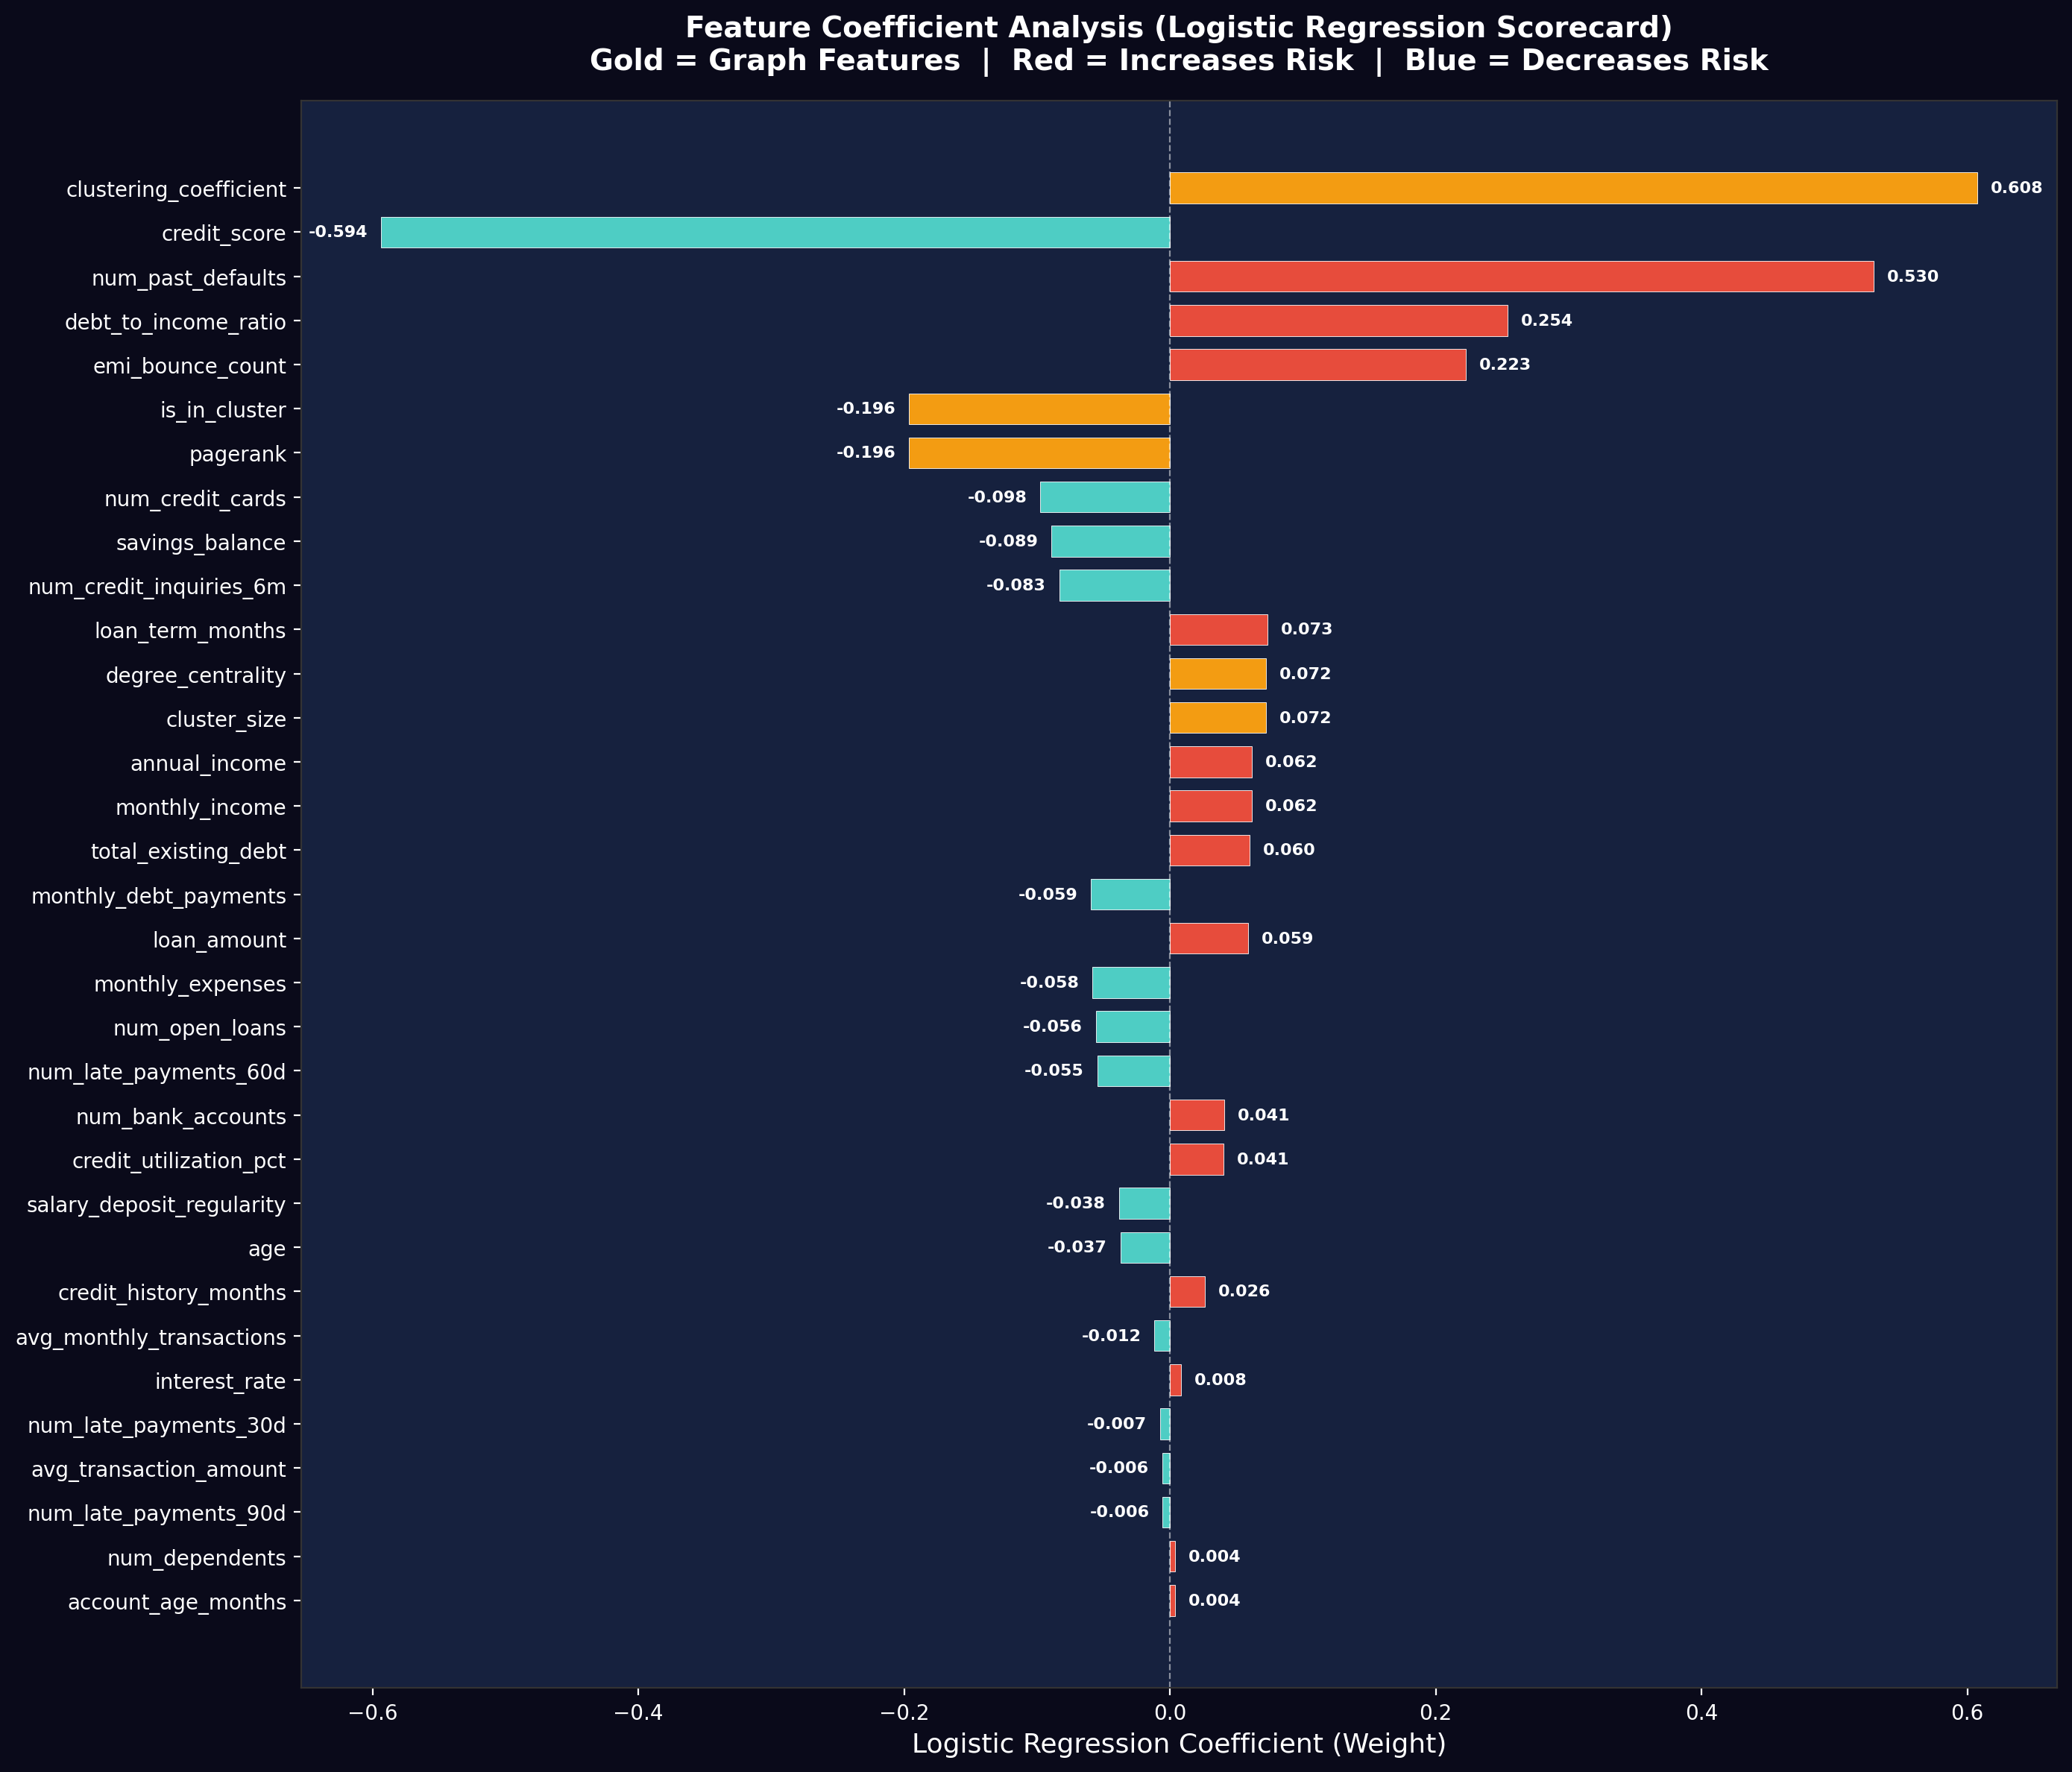 Feature Coefficient Analysis (Logistic Regression Scorecard)
Gold = Graph Features | Red = Increases Risk | Blue = Decreases Risk
clustering_coefficient 0.608
credit_score -0.594
num_past_defaults 0.530
debt_to_income_ratio 0.254
emi_bounce_count 0.223
is_in_cluster -0.196
pagerank -0.196
num_credit_cards -0.098
savings_balance -0.089
num_credit_inquiries_6m -0.083
loan_term_months 0.073
degree_centrality 0.072
cluster_size 0.072
annual_income 0.062
monthly_income 0.062
total_existing_debt 0.060
monthly_debt_payments -0.059
loan_amount 0.059
monthly_expenses -0.058
num_open_loans -0.056
num_late_payments_60d -0.055
num_bank_accounts 0.041
credit_utilization_pct 0.041
salary_deposit_regularity -0.038
age -0.037
credit_history_months 0.026
avg_monthly_transactions -0.012
interest_rate 0.008
num_late_payments_30d -0.007
avg_transaction_amount -0.006
num_late_payments_90d -0.006
num_dependents 0.004
account_age_months 0.004
−0.6 −0.4 −0.2 0.0 0.2 0.4 0.6
Logistic Regression Coefficient (Weight)